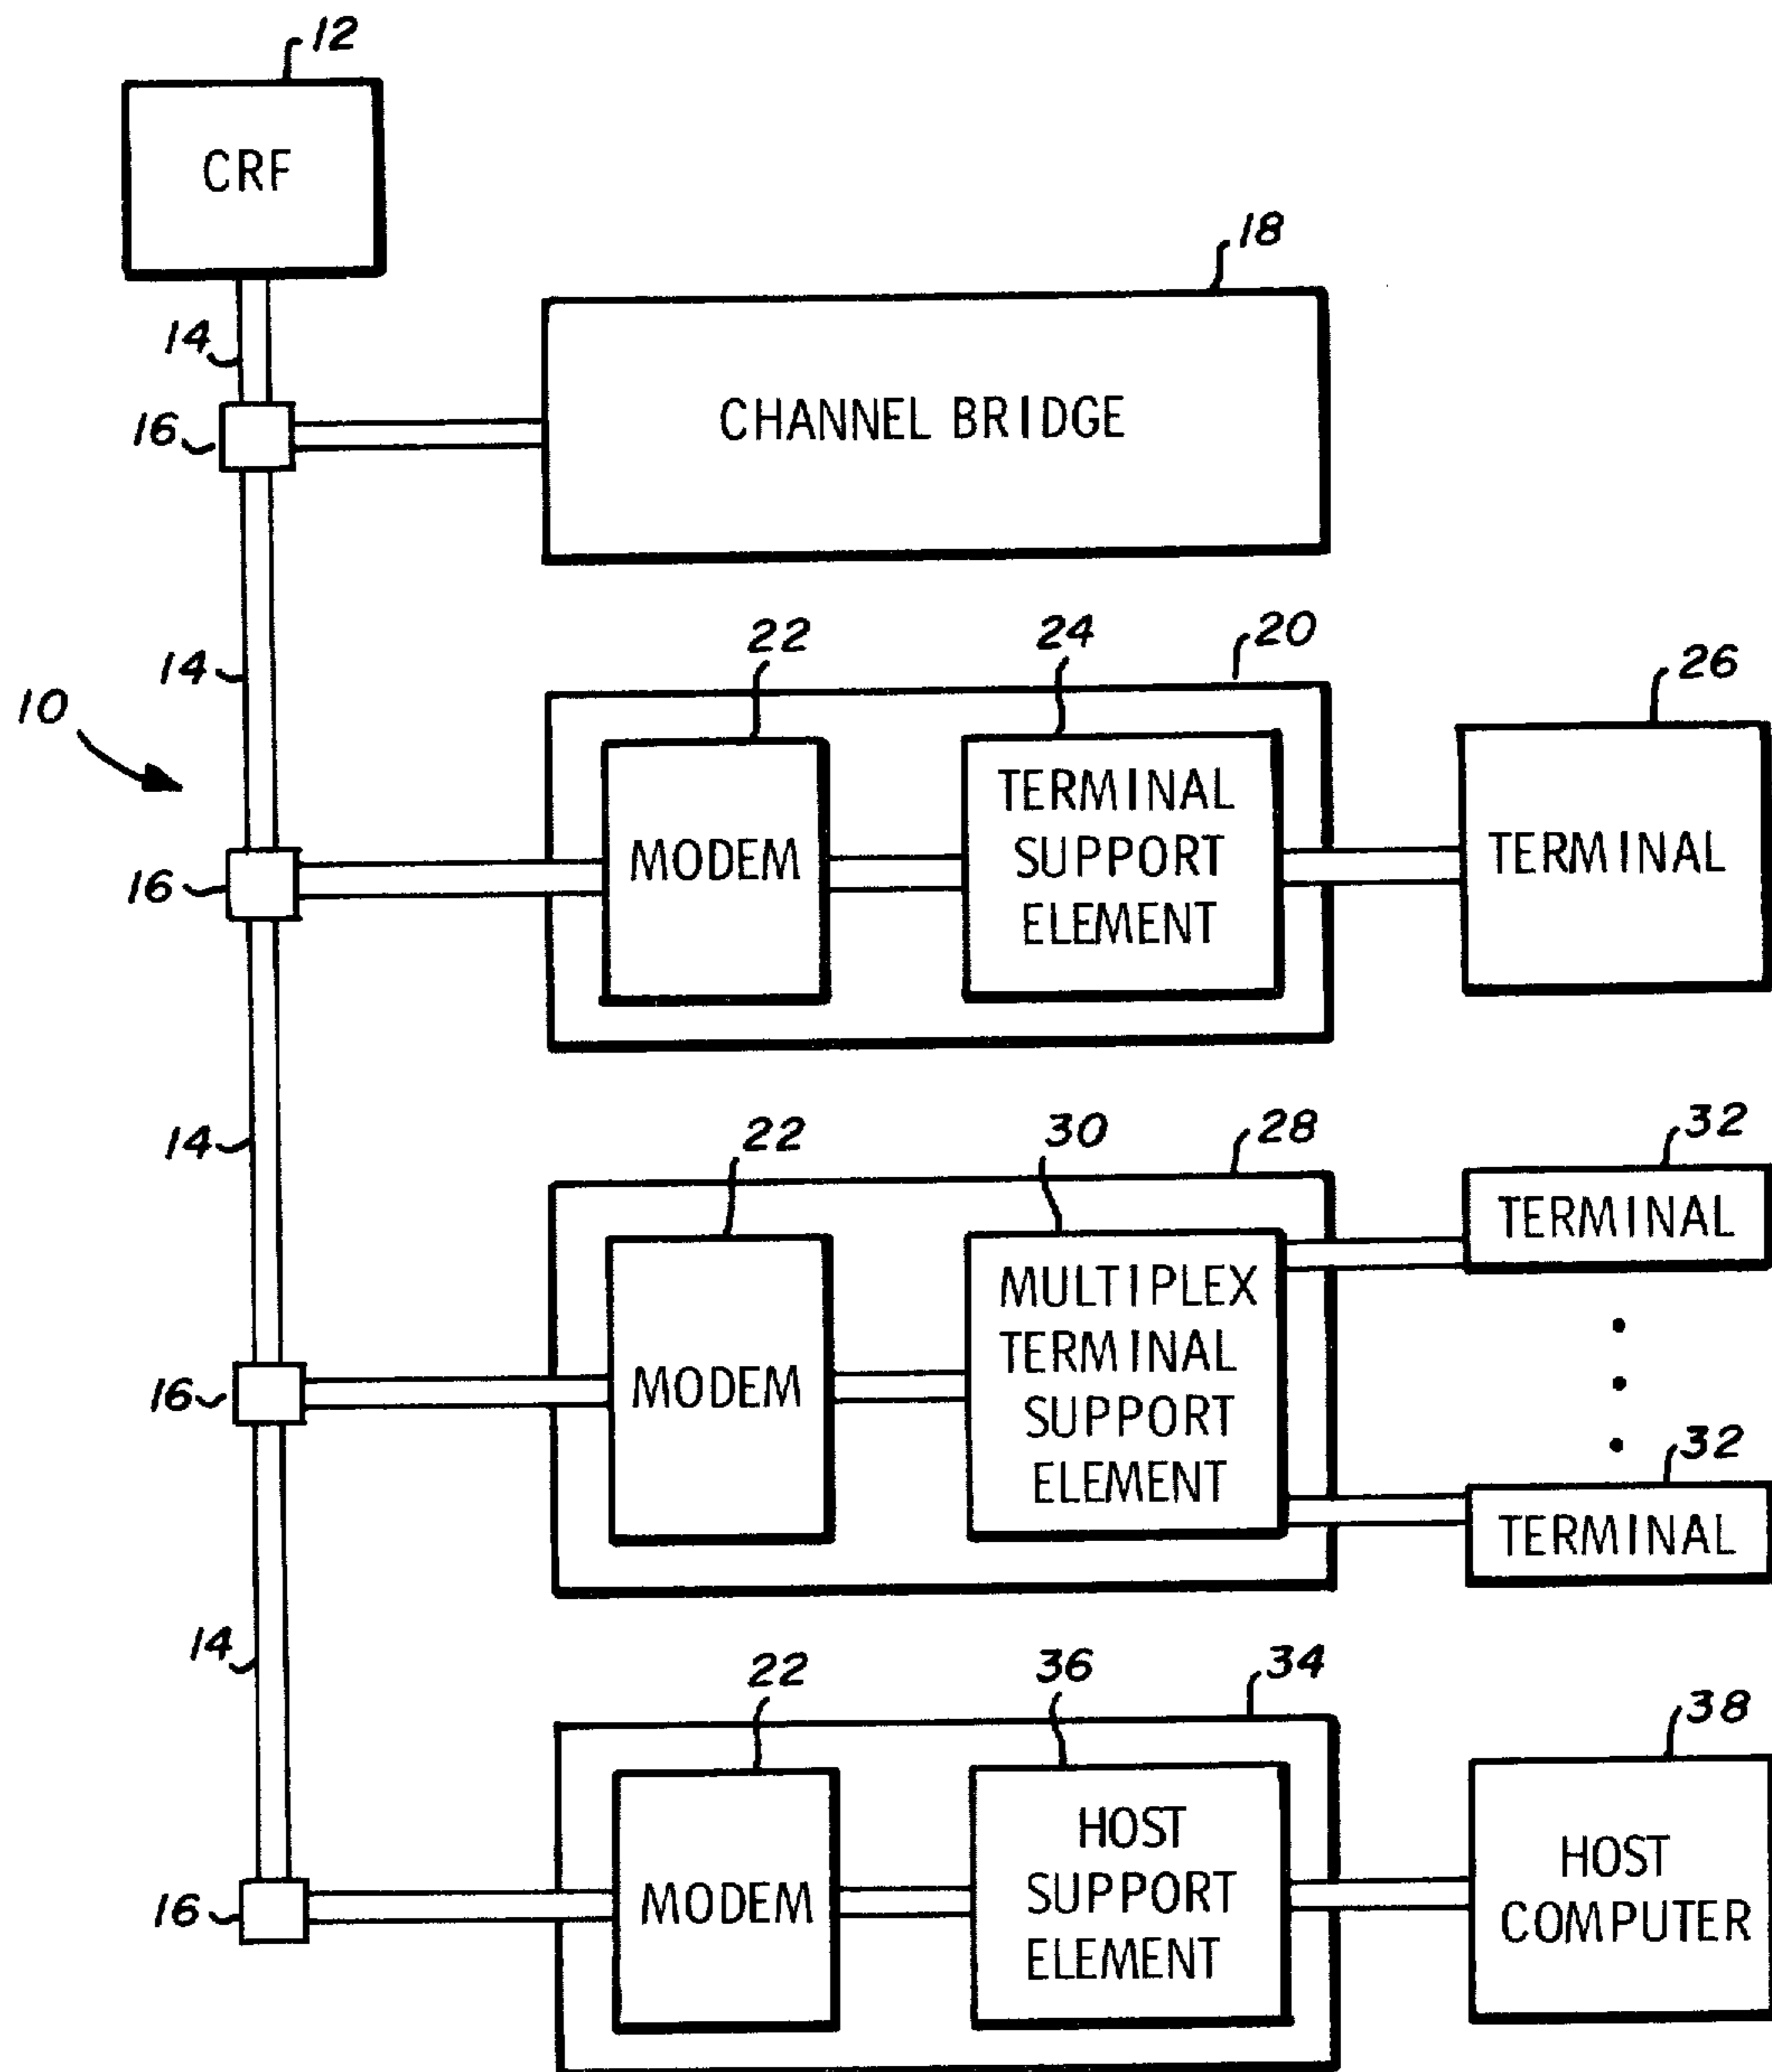 12
CRF
18
14
16
CHANNEL BRIDGE
22
24
20
26
14
10
16
MODEM
TERMINAL
SUPPORT
ELEMENT
TERMINAL
22
30
28
32
14
TERMINAL
16
MODEM
MULTIPLEX
TERMINAL
SUPPORT
ELEMENT
32
TERMINAL
14
22
36
34
38
16
MODEM
HOST
SUPPORT
ELEMENT
HOST
COMPUTER